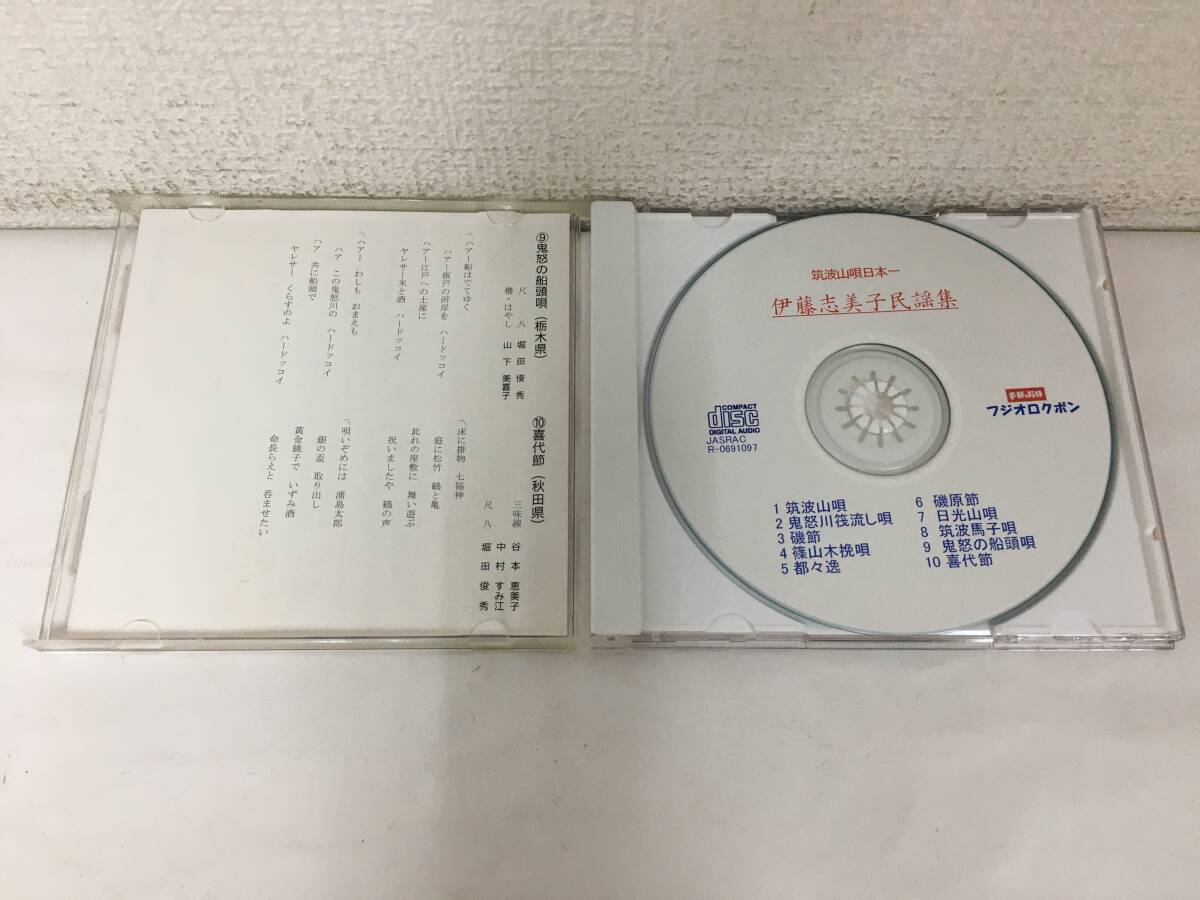 ⑨鬼怒の船頭唄（栃木県）
尺八 堀田俊秀
櫓・はやし 山下美喜子
〽ハアー船はでてゆく
ハアー板戸の河岸を ハードッコイ
ハアー江戸への土産に
ヤレサー米と酒 ハードッコイ
〽ハアー わしも おまえも
ハア この鬼怒川の ハードッコイ
ハア 共に船頭で
ヤレサー くらすのよ ハードッコイ
⑩喜代節（秋田県）
三味線 谷本恵美子
中村すみ江
尺八 堀田俊秀
〽床に掛物 七福神
庭に松竹 鶴と亀
此れの座敷に 舞い遊ぶ
祝いましたや 鶴の声
〽唄いぞめには 浦島太郎
銀の盃 取り出し
黄金銚子で いずみ酒
命長らえと 呑ませたい
筑波山唄日本一
伊藤志美子民謡集
COMPACT
disc
DIGITAL AUDIO
JASRAC
R-0691097
FUJIO
フジオロクボン
1 筑波山唄
2 鬼怒川筏流し唄
3 磯節
4 篠山木挽唄
5 都々逸
6 磯原節
7 日光山唄
8 筑波馬子唄
9 鬼怒の船頭唄
10 喜代節